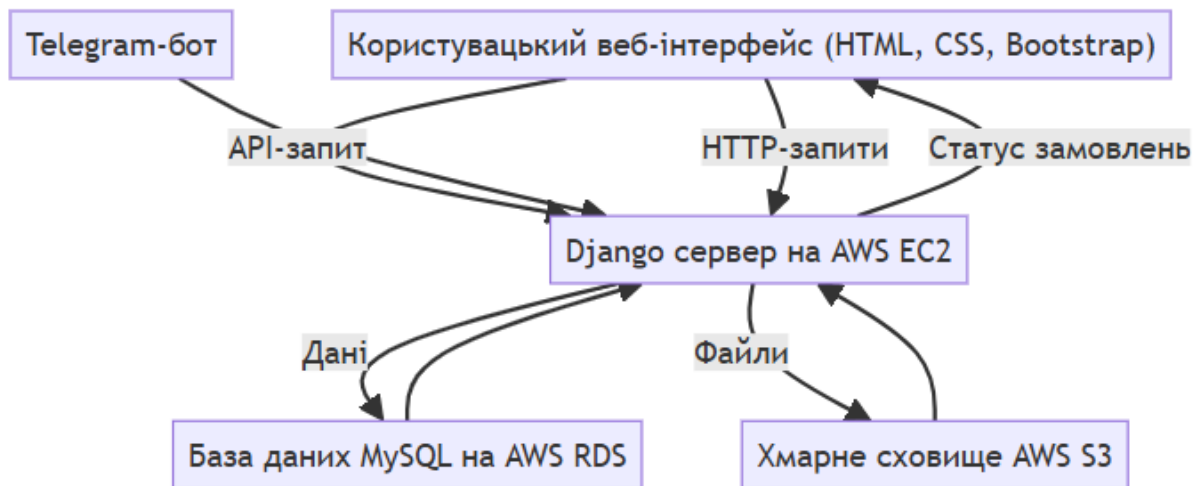 Telegram-бот
Користувацький веб-інтерфейс (HTML, CSS, Bootstrap)
API-запит
HTTP-запити
Статус замовлень
Django сервер на AWS EC2
Дані
Файли
База даних MySQL на AWS RDS
Хмарне сховище AWS S3